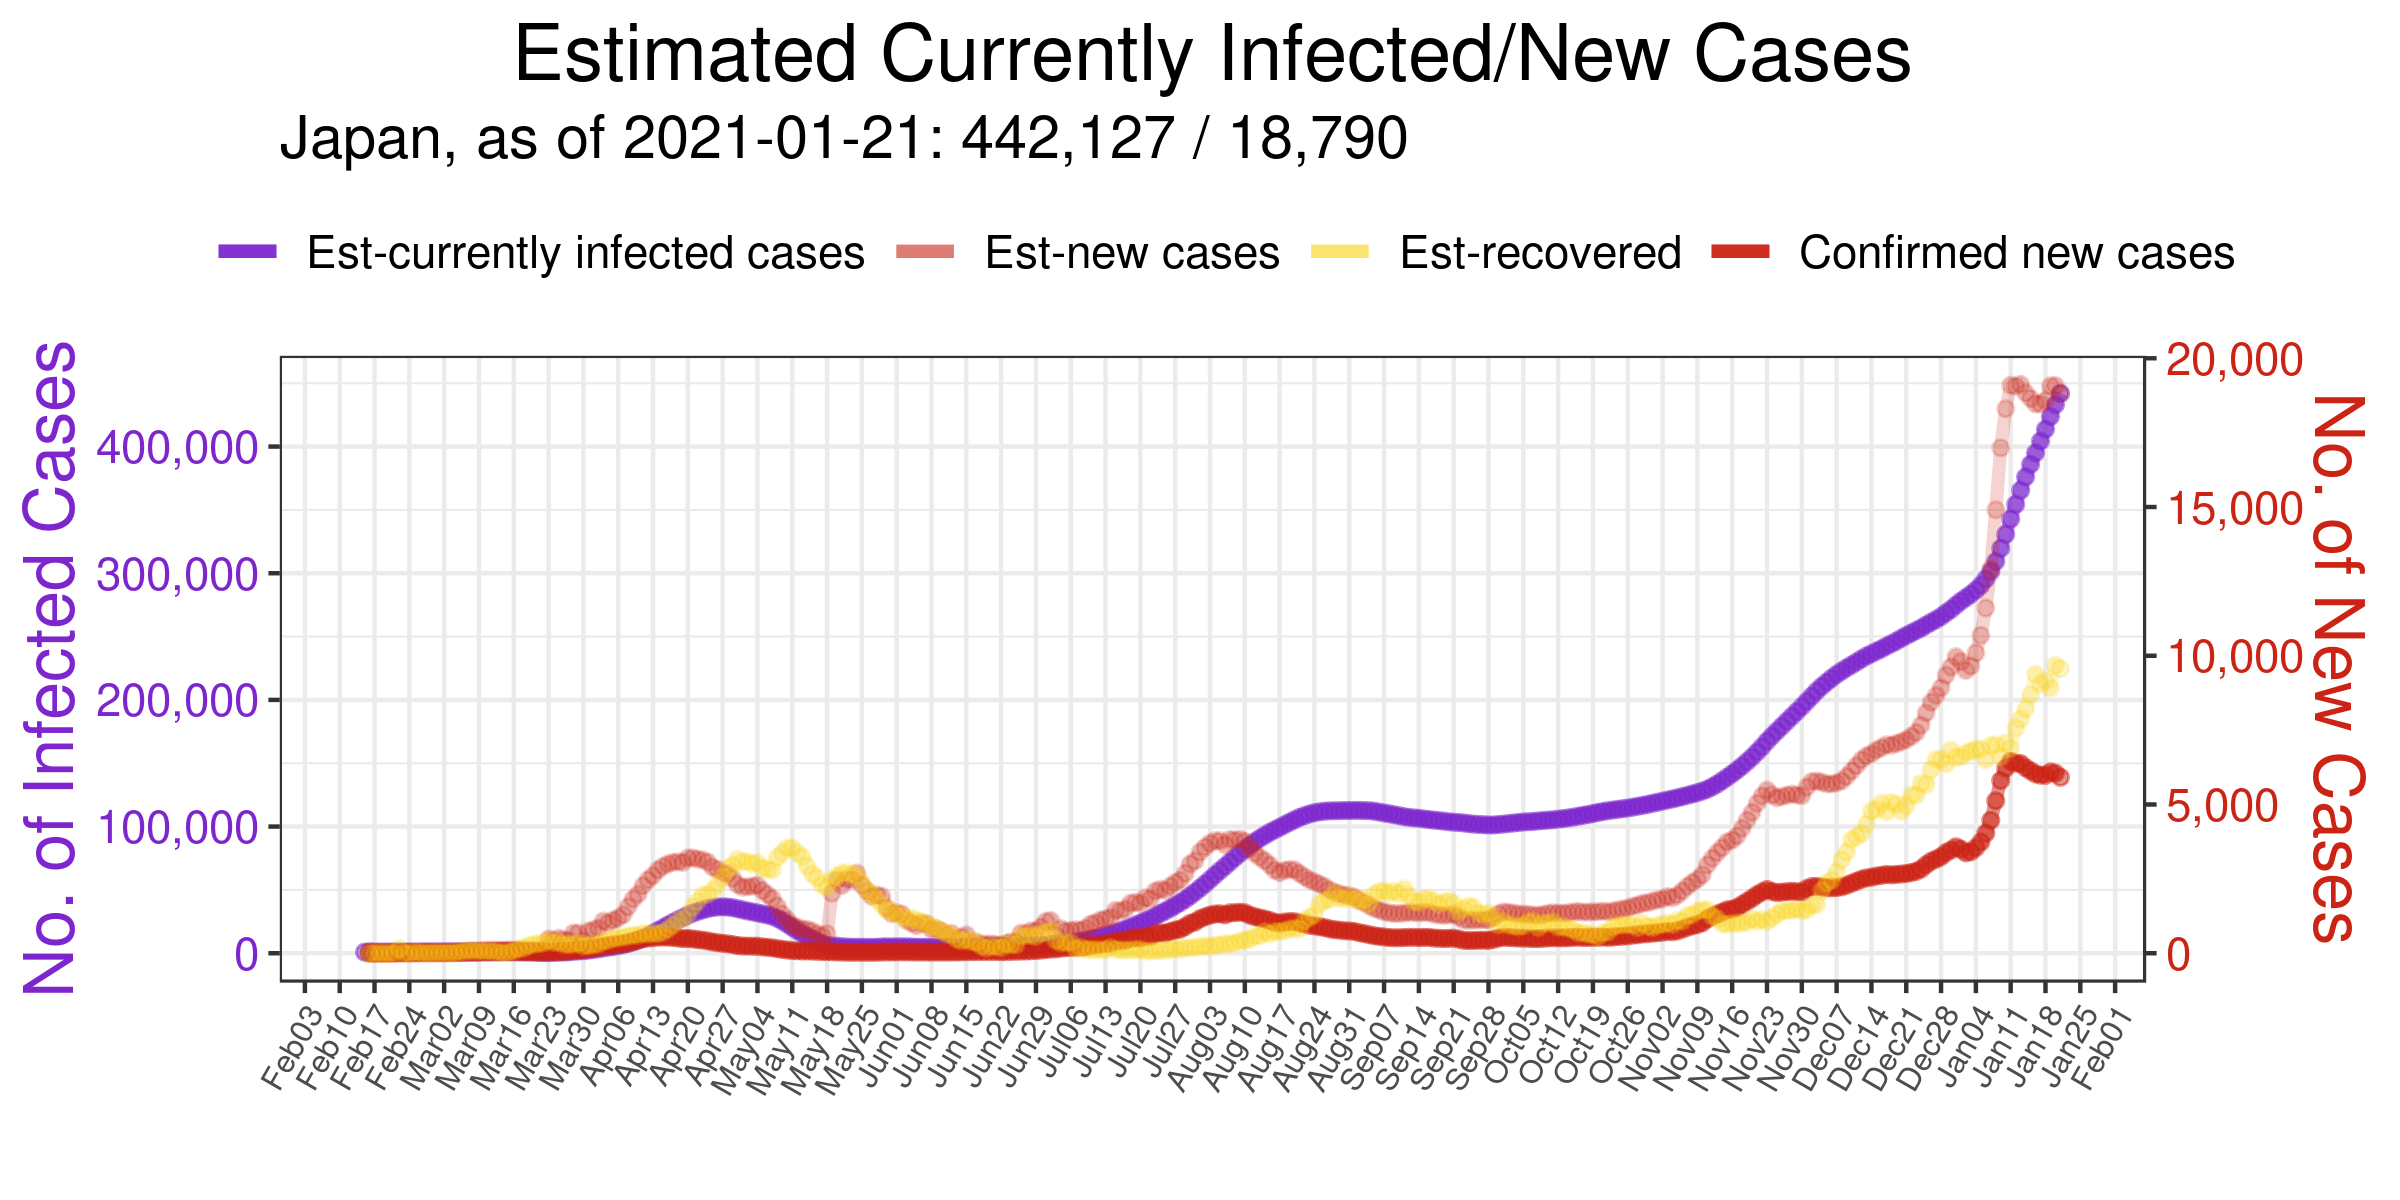 Estimated Currently Infected/New Cases
Japan, as of 2021-01-21: 442,127 / 18,790
Est-currently infected cases Est-new cases Est-recovered Confirmed new cases
No. of Infected Cases
400,000
300,000
200,000
100,000
0
20,000
15,000
10,000
5,000
0
No. of New Cases
Feb03 Feb10 Feb17 Feb24 Mar02 Mar09 Mar16 Mar23 Mar30 Apr06 Apr13 Apr20 Apr27 May04 May11 May18 May25 Jun01 Jun08 Jun15 Jun22 Jun29 Jul06 Jul13 Jul20 Jul27 Aug03 Aug10 Aug17 Aug24 Aug31 Sep07 Sep14 Sep21 Sep28 Oct05 Oct12 Oct19 Oct26 Nov02 Nov09 Nov16 Nov23 Nov30 Dec07 Dec14 Dec21 Dec28 Jan04 Jan11 Jan18 Jan25 Feb01